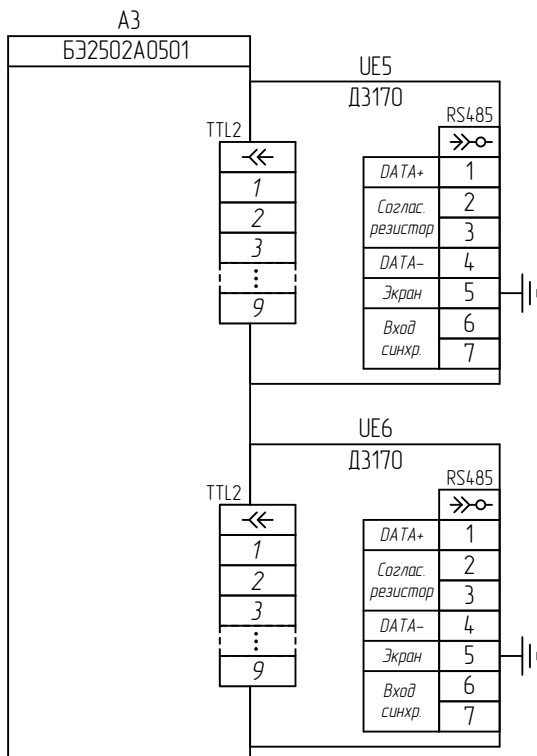 А3
БЭ2502А0501
UE5
Д3170
TTL2
1
2
3
⋮
9
RS485
DATA+ 1
Соглас. резистор 2
3
DATA– 4
Экран 5
Вход синхр. 6
7
UE6
Д3170
TTL2
1
2
3
⋮
9
RS485
DATA+ 1
Соглас. резистор 2
3
DATA– 4
Экран 5
Вход синхр. 6
7